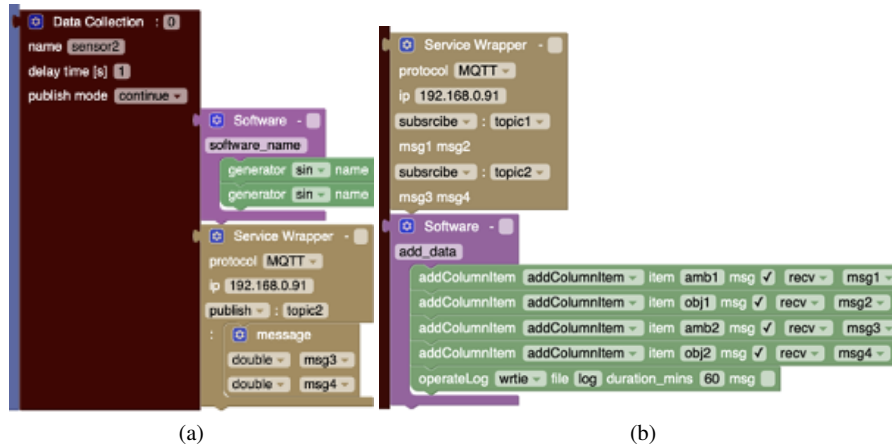 Data Collection : 0
name sensor2
delay time [s] 1
publish mode continue
Software -
software_name
generator sin name
generator sin name
Service Wrapper -
protocol MQTT
ip 192.168.0.91
publish : topic2
: message
double msg3
double msg4
(a)
Service Wrapper -
protocol MQTT
ip 192.168.0.91
subsrcibe : topic1
msg1 msg2
subsrcibe : topic2
msg3 msg4
Software -
add_data
addColumnItem addColumnItem item amb1 msg ✓ recv msg1
addColumnItem addColumnItem item obj1 msg ✓ recv msg2
addColumnItem addColumnItem item amb2 msg ✓ recv msg3
addColumnItem addColumnItem item obj2 msg ✓ recv msg4
operateLog wrtie file log duration_mins 60 msg
(b)